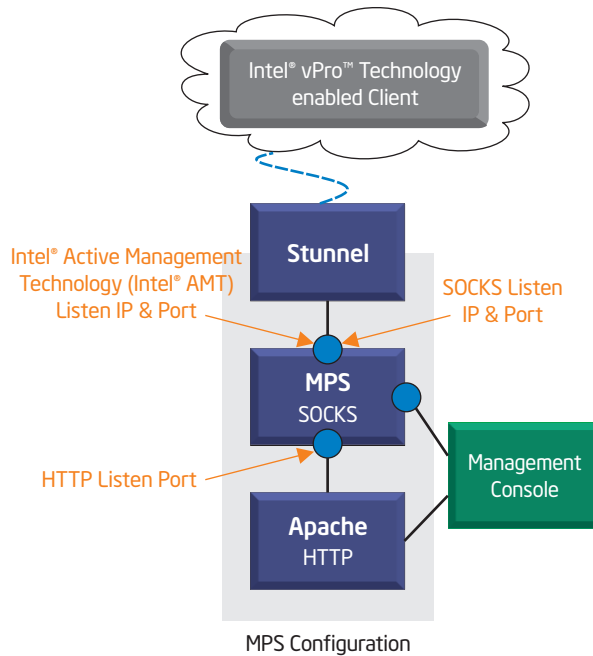 Intel® vPro™ Technology
enabled Client
Stunnel
Intel® Active Management
Technology (Intel® AMT)
Listen IP & Port
SOCKS Listen
IP & Port
MPS
SOCKS
HTTP Listen Port
Management
Console
Apache
HTTP
MPS Configuration